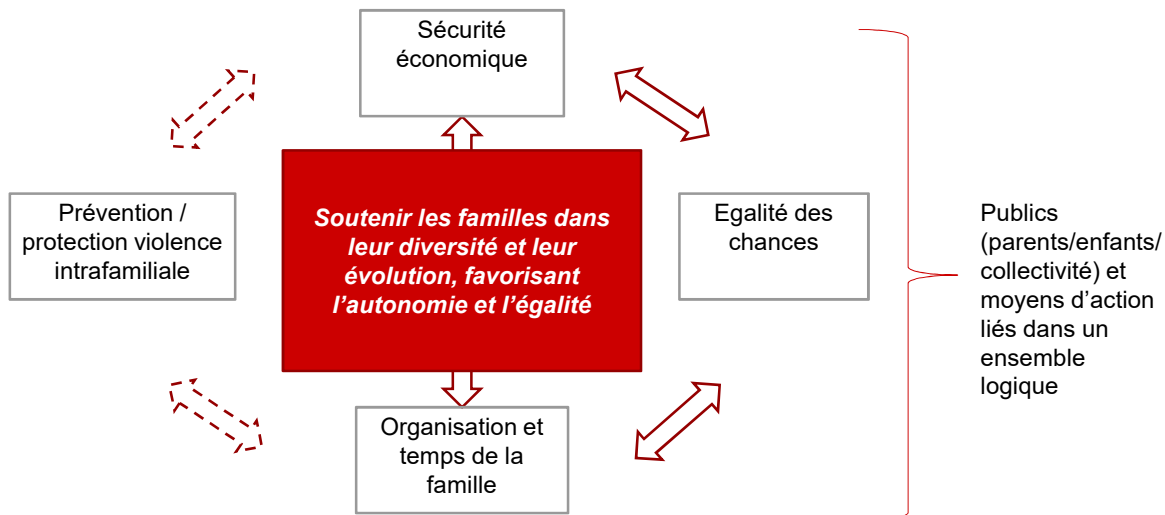 Sécurité
économique
Prévention /
protection violence
intrafamiliale
Soutenir les familles dans
leur diversité et leur
évolution, favorisant
l’autonomie et l’égalité
Egalité des
chances
Organisation et
temps de la
famille
Publics
(parents/enfants/
collectivité) et
moyens d’action
liés dans un
ensemble
logique